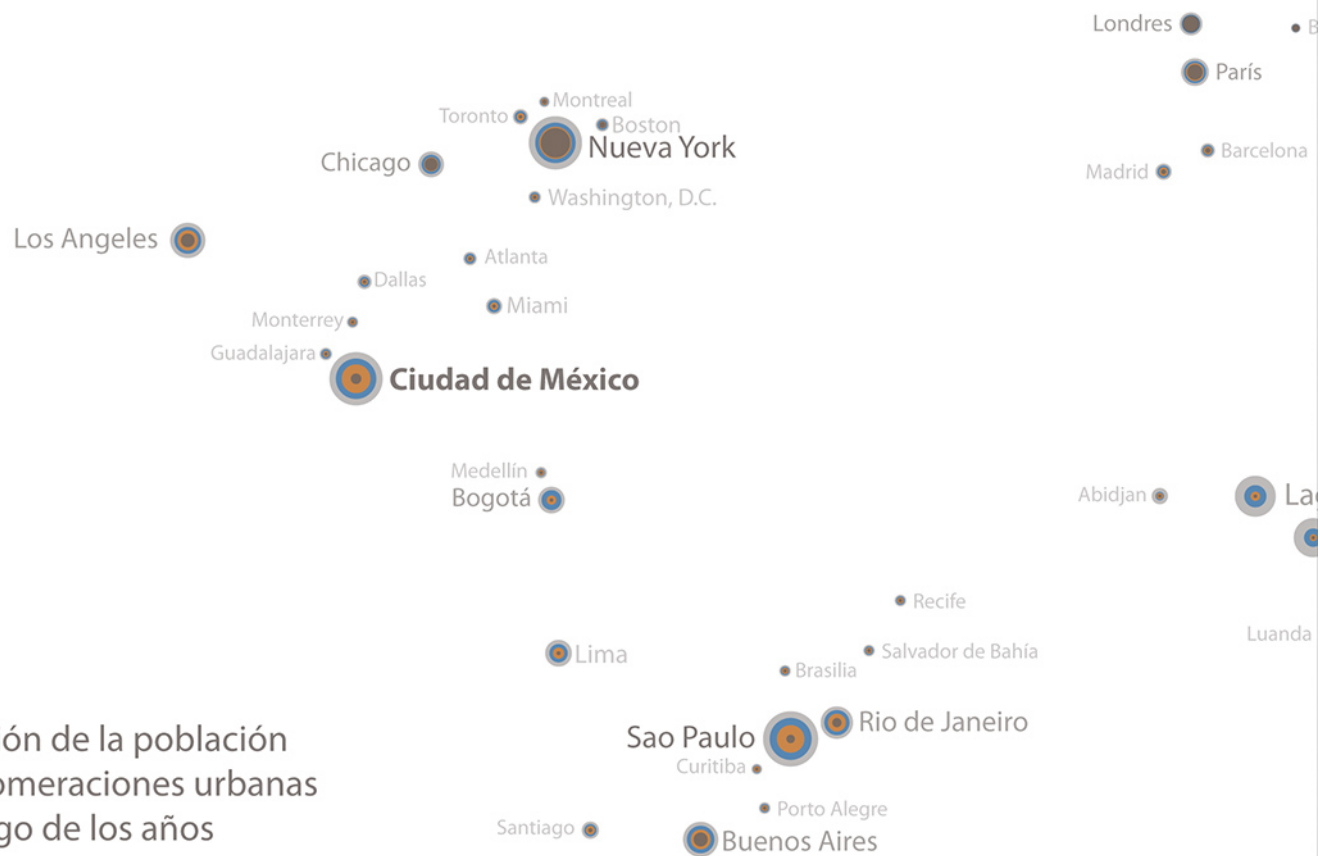 Londres
B
París
Montreal
Toronto
Boston
Nueva York
Barcelona
Chicago
Madrid
Washington, D.C.
Los Angeles
Atlanta
Dallas
Miami
Monterrey
Guadalajara
Ciudad de México
Medellín
Bogotá
Abidjan
Lag
Recife
Luanda
Salvador de Bahía
Lima
Brasilia
Rio de Janeiro
Sao Paulo
Curitiba
Porto Alegre
Santiago
Buenos Aires
ión de la población
omeraciones urbanas
go de los años